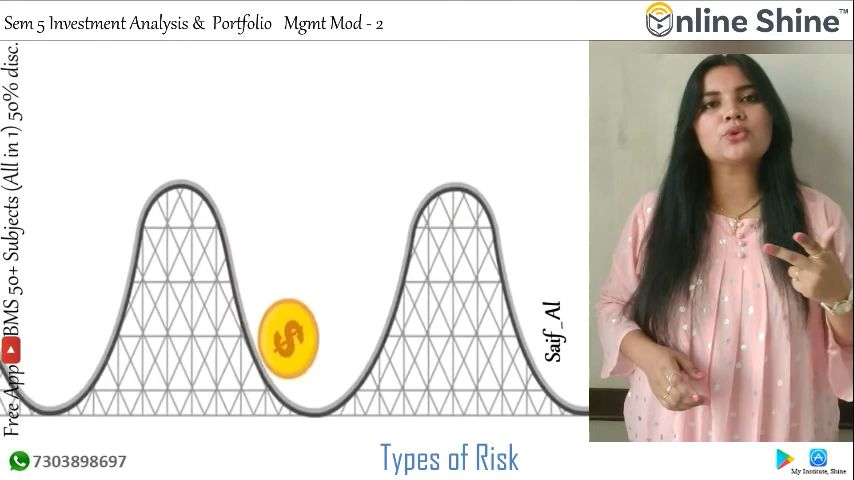 Sem 5 Investment Analysis & Portfolio Mgmt Mod - 2
Online Shine™
Free App BMS 50+ Subjects (All in 1) 50% disc.
$
Saif_Al
7303898697
Types of Risk
My Institute, Shine